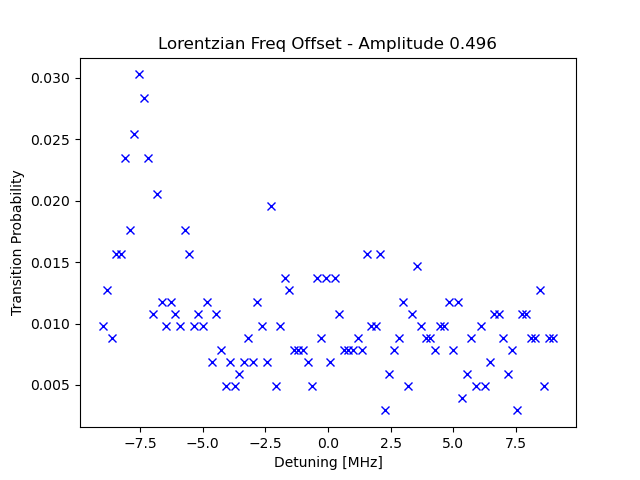 Lorentzian Freq Offset - Amplitude 0.496
0.030
0.025
0.020
0.015
0.010
0.005
Transition Probability
−7.5 −5.0 −2.5 0.0 2.5 5.0 7.5
Detuning [MHz]